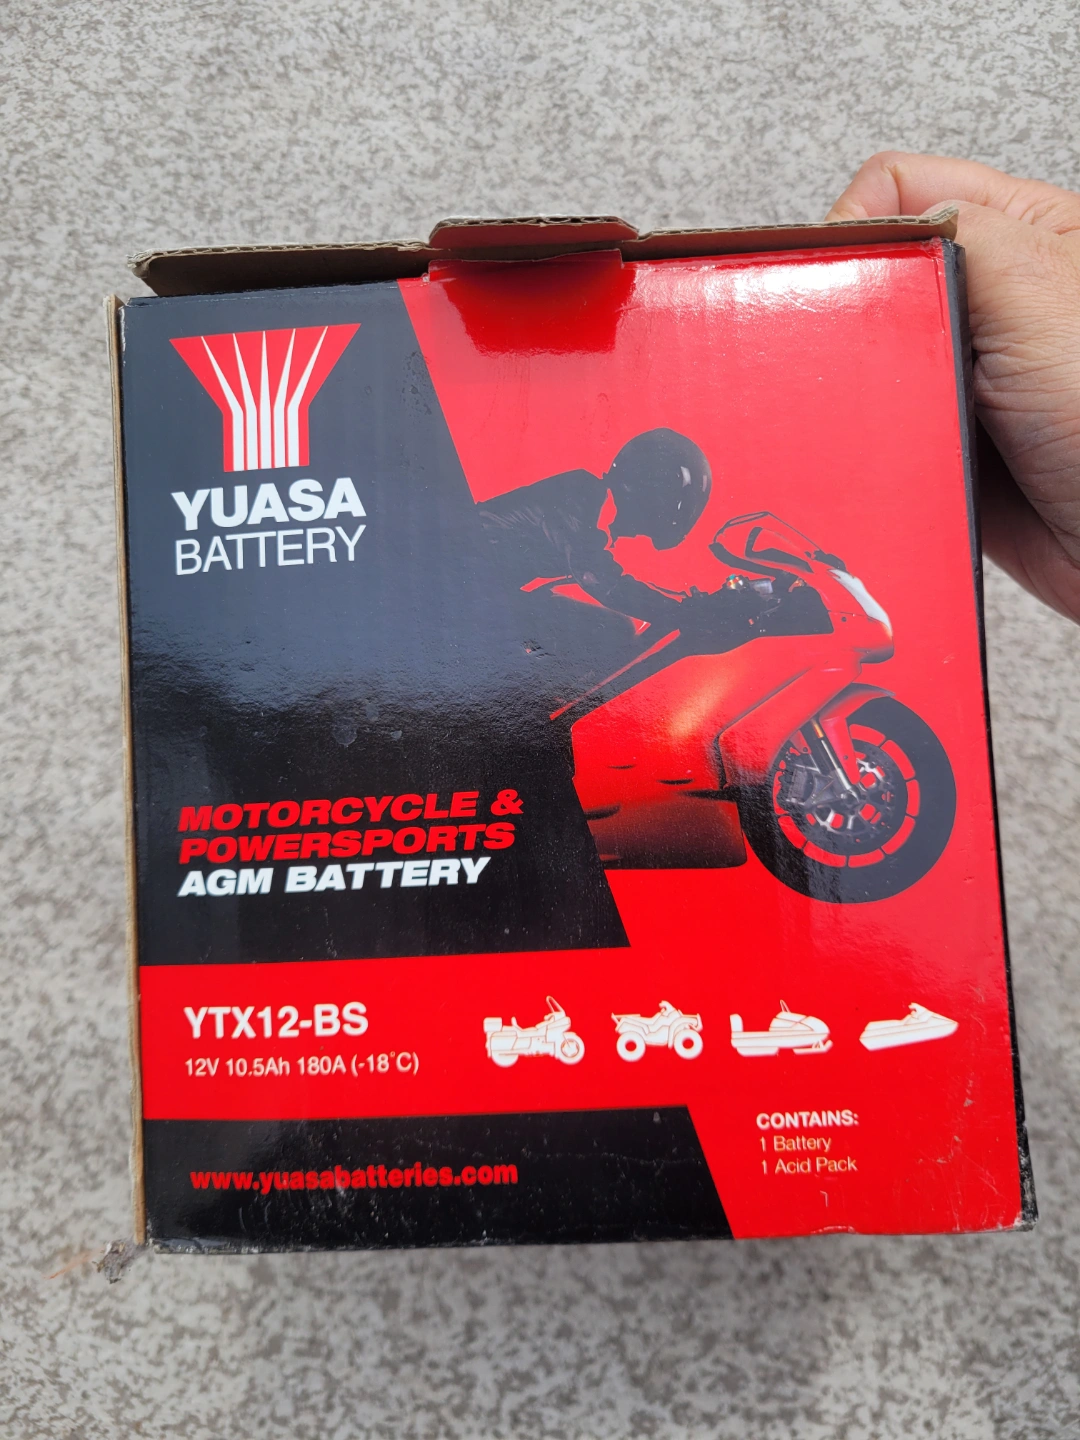 YUASA
BATTERY
MOTORCYCLE &
POWERSPORTS
AGM BATTERY
YTX12-BS
12V 10.5Ah 180A (-18°C)
www.yuasabatteries.com
CONTAINS:
1 Battery
1 Acid Pack